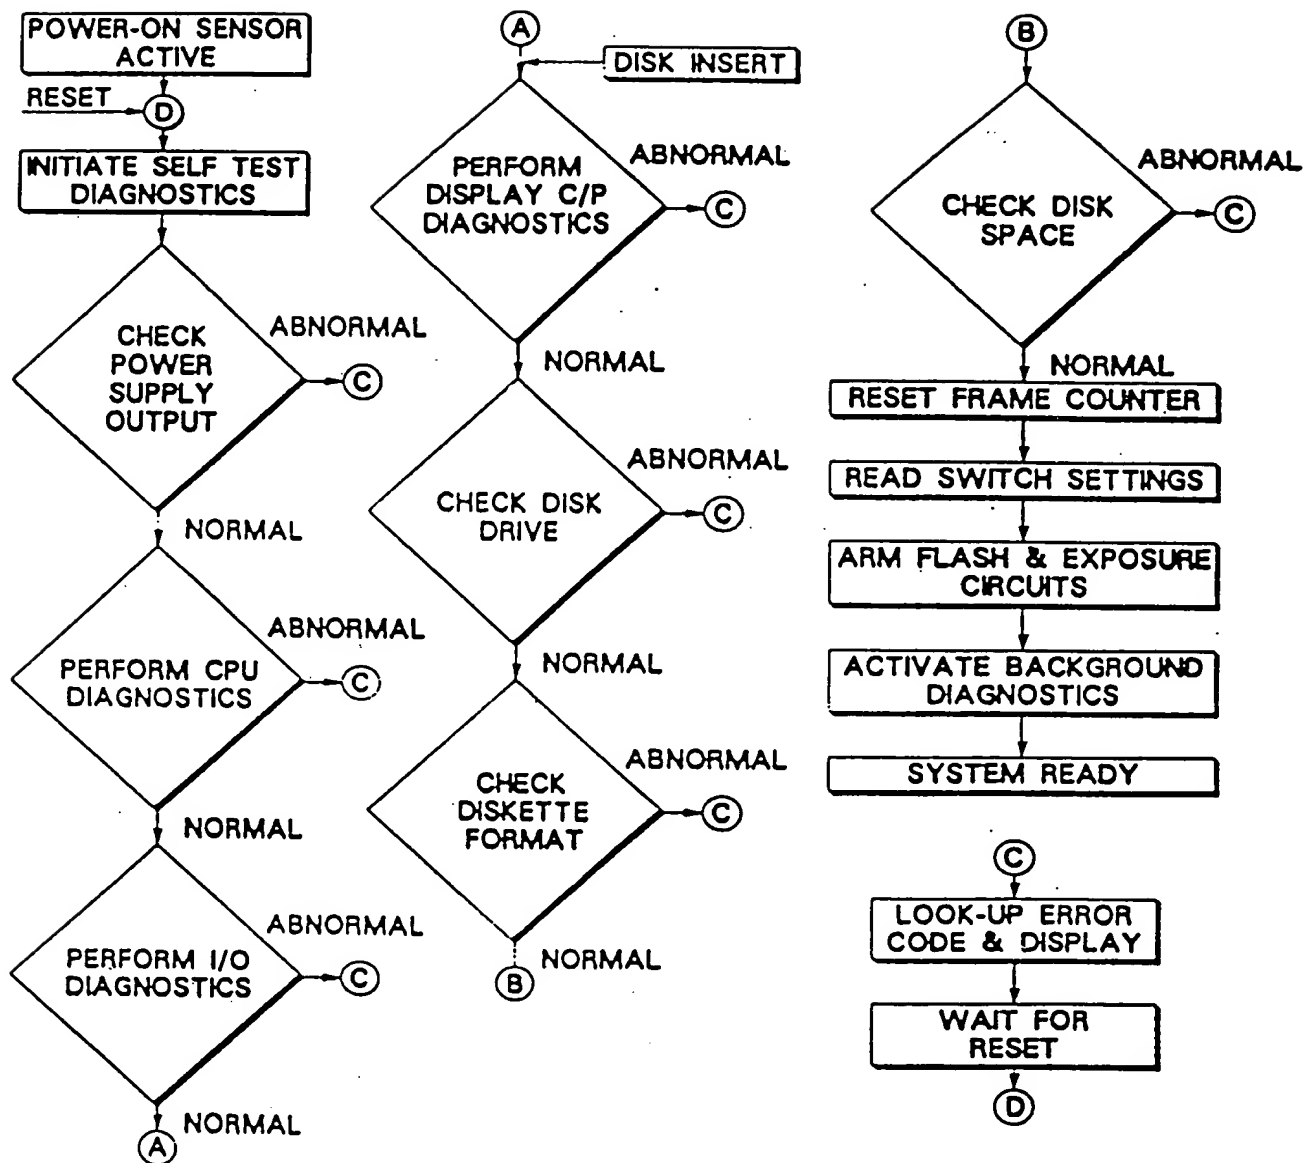 POWER-ON SENSOR
ACTIVE
RESET
D
INITIATE SELF TEST
DIAGNOSTICS
CHECK
POWER
SUPPLY
OUTPUT
ABNORMAL
C
NORMAL
PERFORM CPU
DIAGNOSTICS
ABNORMAL
C
NORMAL
PERFORM I/O
DIAGNOSTICS
ABNORMAL
C
NORMAL
A
A
DISK INSERT
PERFORM
DISPLAY C/P
DIAGNOSTICS
ABNORMAL
C
NORMAL
CHECK DISK
DRIVE
ABNORMAL
C
NORMAL
CHECK
DISKETTE
FORMAT
ABNORMAL
C
NORMAL
B
B
CHECK DISK
SPACE
ABNORMAL
C
NORMAL
RESET FRAME COUNTER
READ SWITCH SETTINGS
ARM FLASH & EXPOSURE
CIRCUITS
ACTIVATE BACKGROUND
DIAGNOSTICS
SYSTEM READY
C
LOOK-UP ERROR
CODE & DISPLAY
WAIT FOR
RESET
D